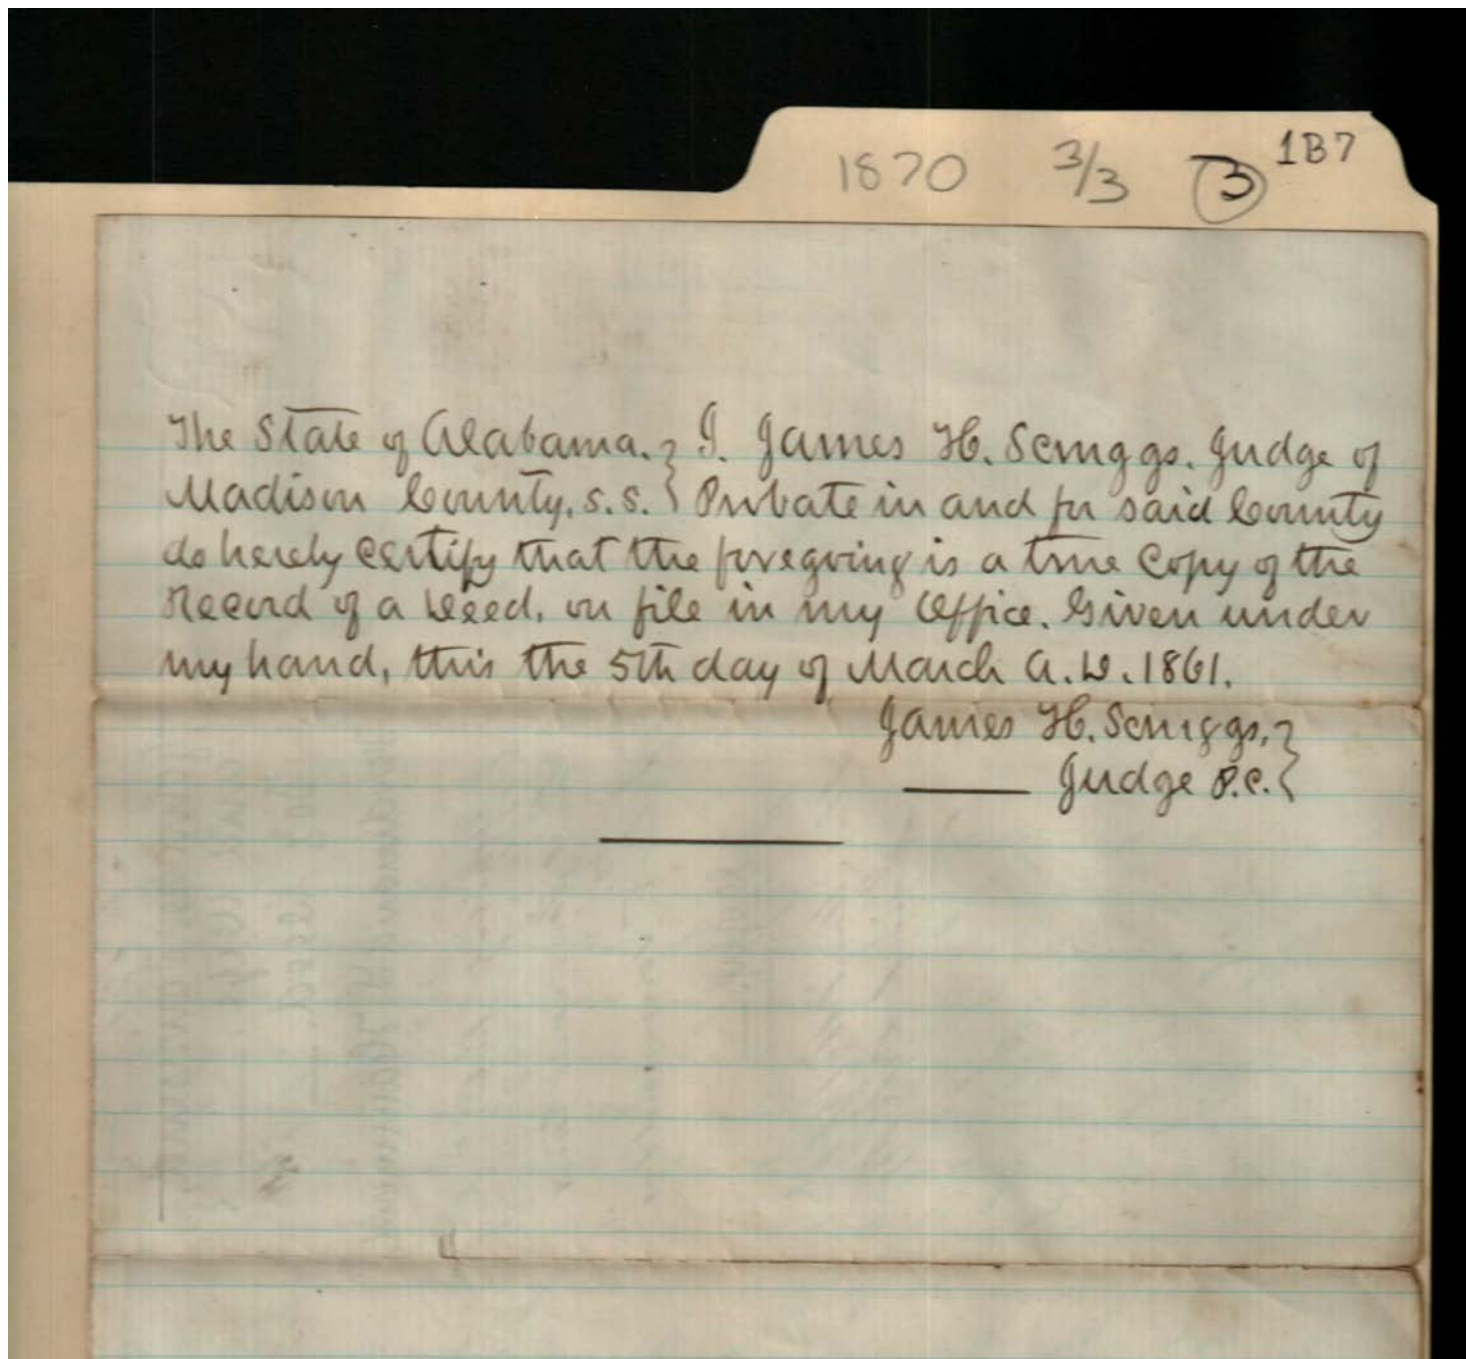 1870 3/3 3 1B7
The State of Alabama. } I. James H. Scruggs. Judge of
Madison County, s.s. } Probate in and for said County
do hereby certify that the foregoing is a true Copy of the
Record of a Deed, on file in my Office. Given under
my hand, this the 5th day of March A.D. 1861.
James H. Scruggs, }
Judge P.C. }